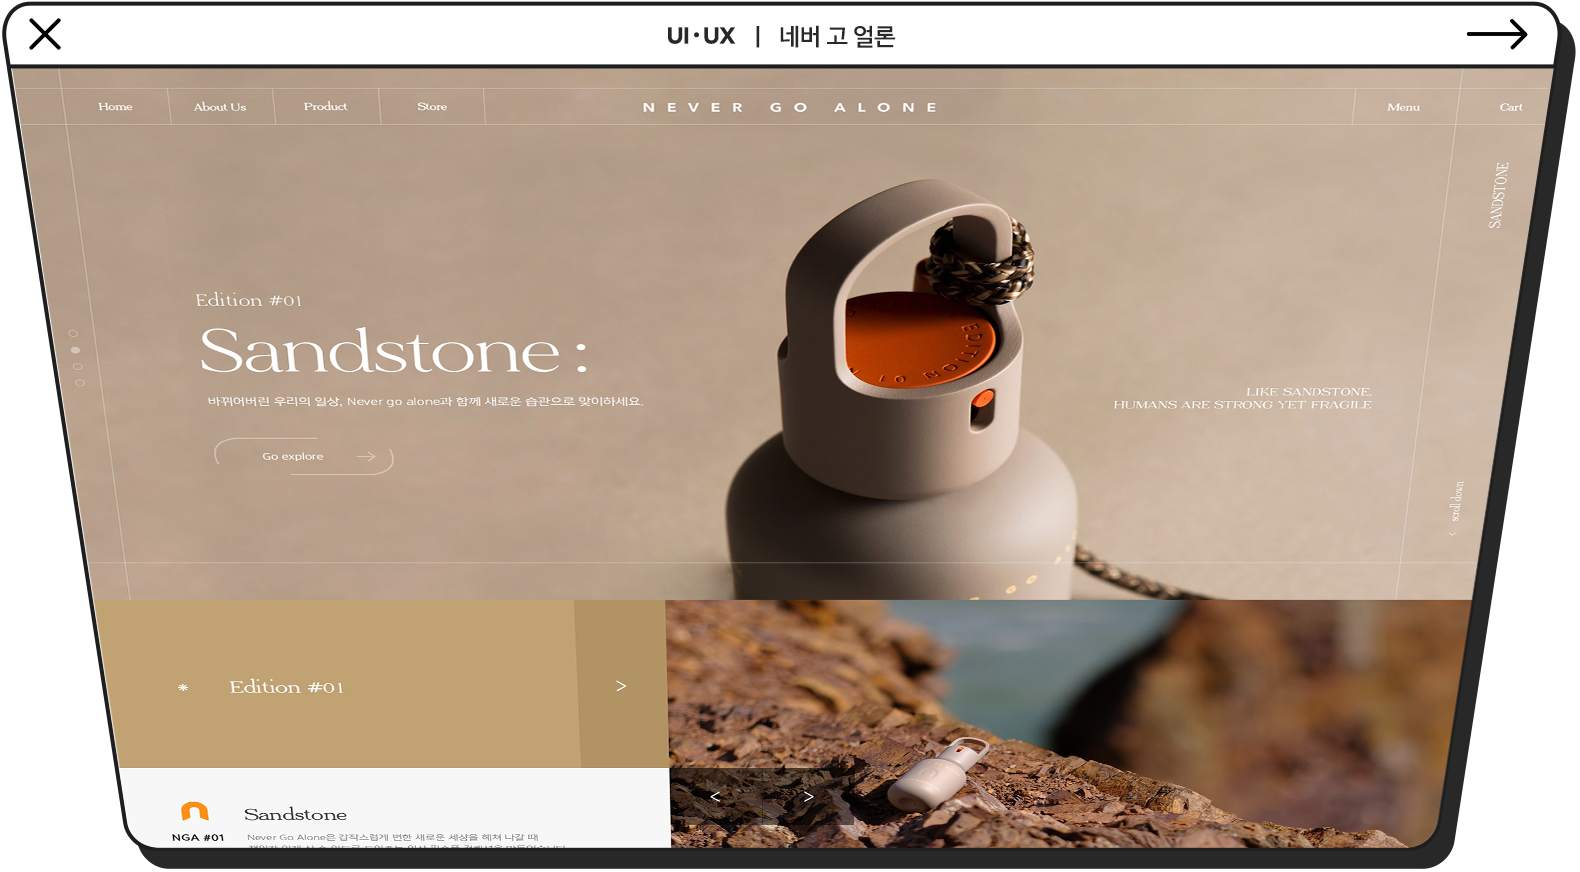 UI·UX | 네버 고 얼론
Home About Us Product Store NEVER GO ALONE Menu Cart
SANDSTONE
Edition #01
Sandstone :
바뀌어버린 우리의 일상, Never go alone과 함께 새로운 습관으로 맞이하세요.
Go explore
LIKE SANDSTONE,
HUMANS ARE STRONG YET FRAGILE
scroll down
EDITION 01
* Edition #01 >
< >
Sandstone
NGA #01
Never Go Alone은 갑작스럽게 변한 새로운 세상을 헤쳐 나갈 때